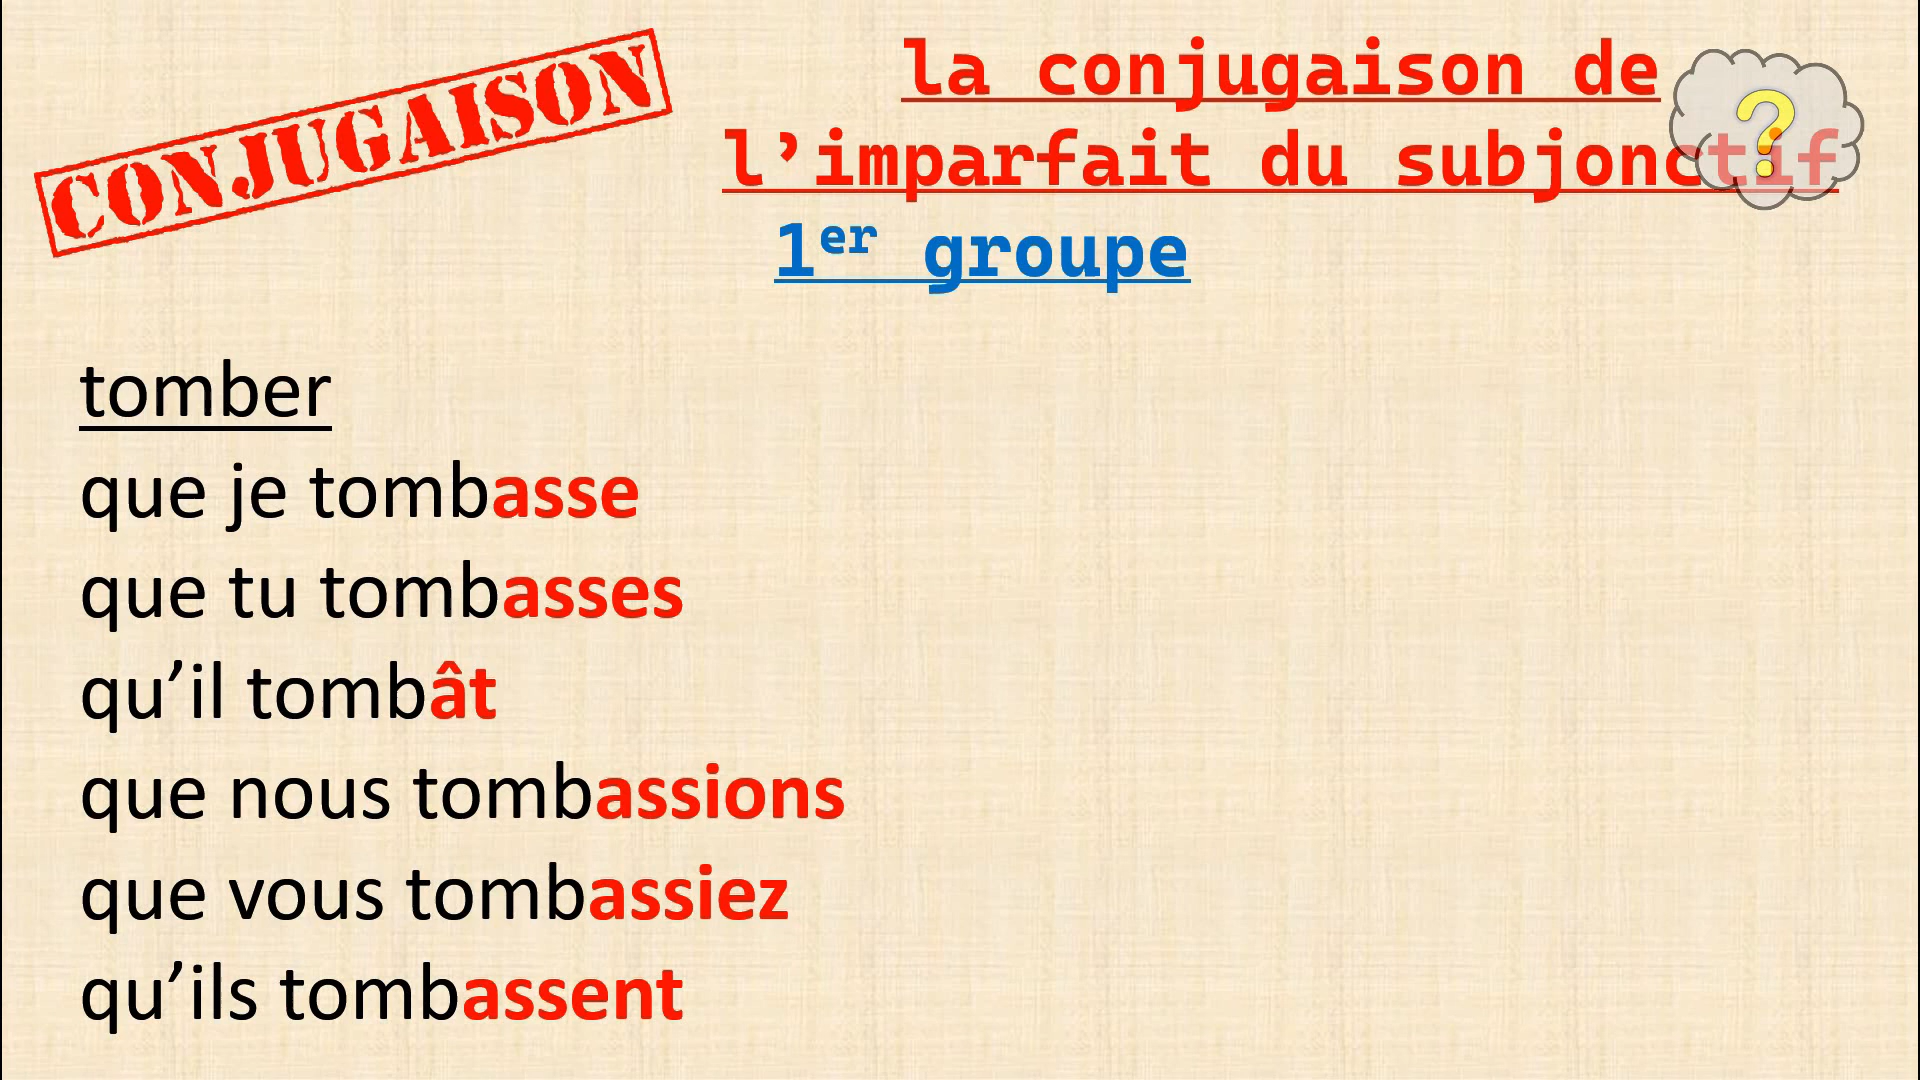 CONJUGAISON
la conjugaison de
l’imparfait du subjonctif
1er groupe
?
tomber
que je tombasse
que tu tombasses
qu’il tombât
que nous tombassions
que vous tombassiez
qu’ils tombassent